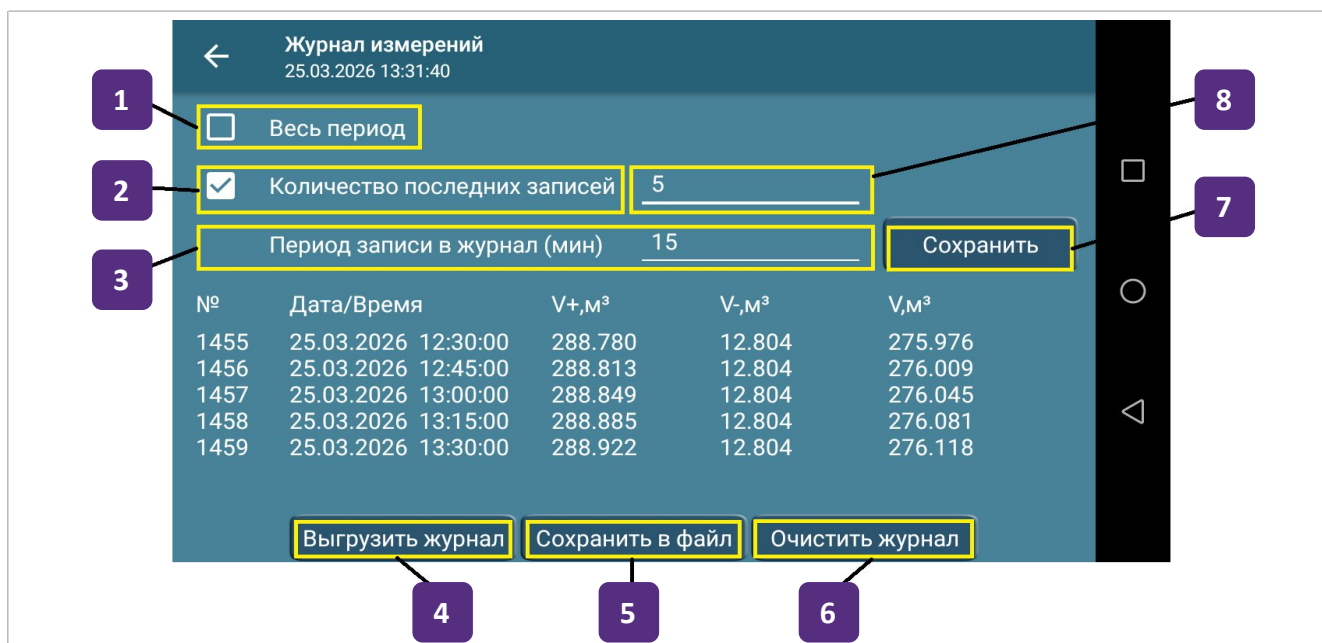 Журнал измерений
25.03.2026 13:31:40
1
Весь период
8
2
Количество последних записей 5
7
3
Период записи в журнал (мин) 15 Сохранить
№ Дата/Время V+,м³ V-,м³ V,м³
1455 25.03.2026 12:30:00 288.780 12.804 275.976
1456 25.03.2026 12:45:00 288.813 12.804 276.009
1457 25.03.2026 13:00:00 288.849 12.804 276.045
1458 25.03.2026 13:15:00 288.885 12.804 276.081
1459 25.03.2026 13:30:00 288.922 12.804 276.118
Выгрузить журнал Сохранить в файл Очистить журнал
4 5 6